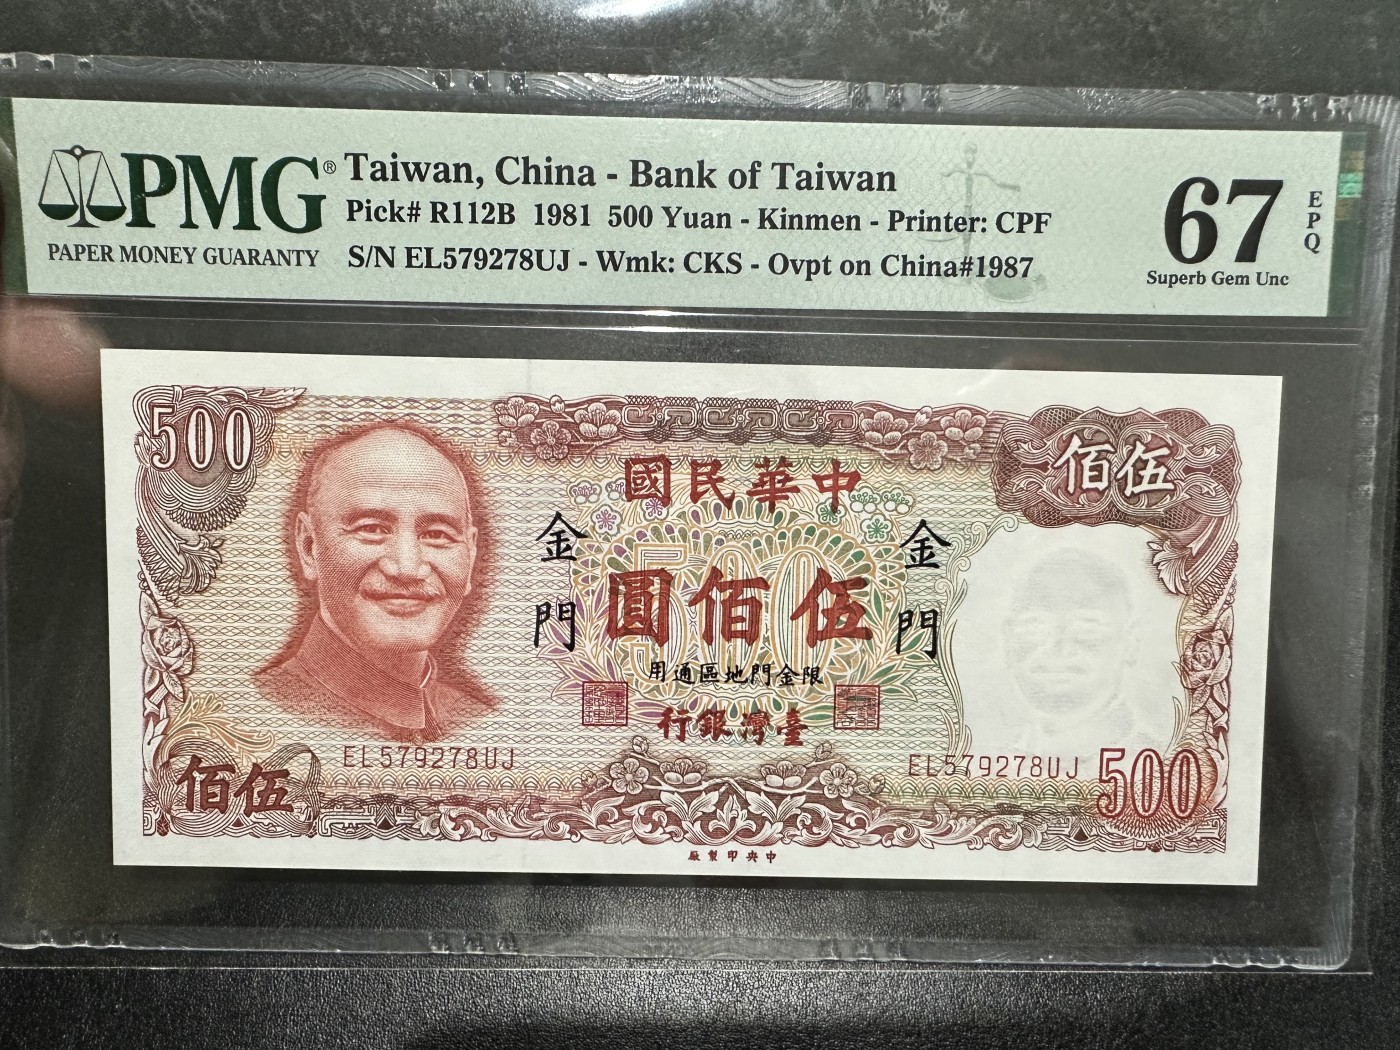 PMG®
PAPER MONEY GUARANTY
Taiwan, China - Bank of Taiwan
Pick# R112B 1981 500 Yuan - Kinmen - Printer: CPF
S/N EL579278UJ - Wmk: CKS - Ovpt on China#1987
67
EPQ
Superb Gem Unc
500
佰伍
國民華中
金門
金門
500
圓佰伍
用通區地門金限
行銀灣臺
EL579278UJ
EL579278UJ
佰伍
500
廠製印央中